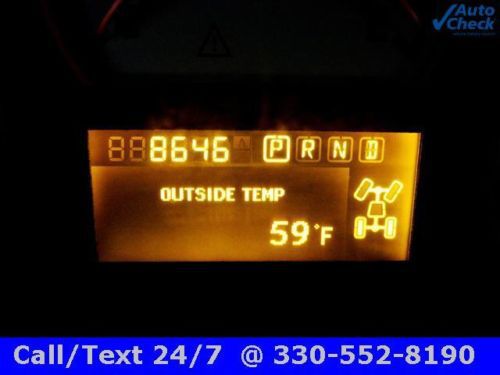 Auto
Check
8646 P R N
OUTSIDE TEMP
59°F
Call/Text 24/7 @ 330-552-8190